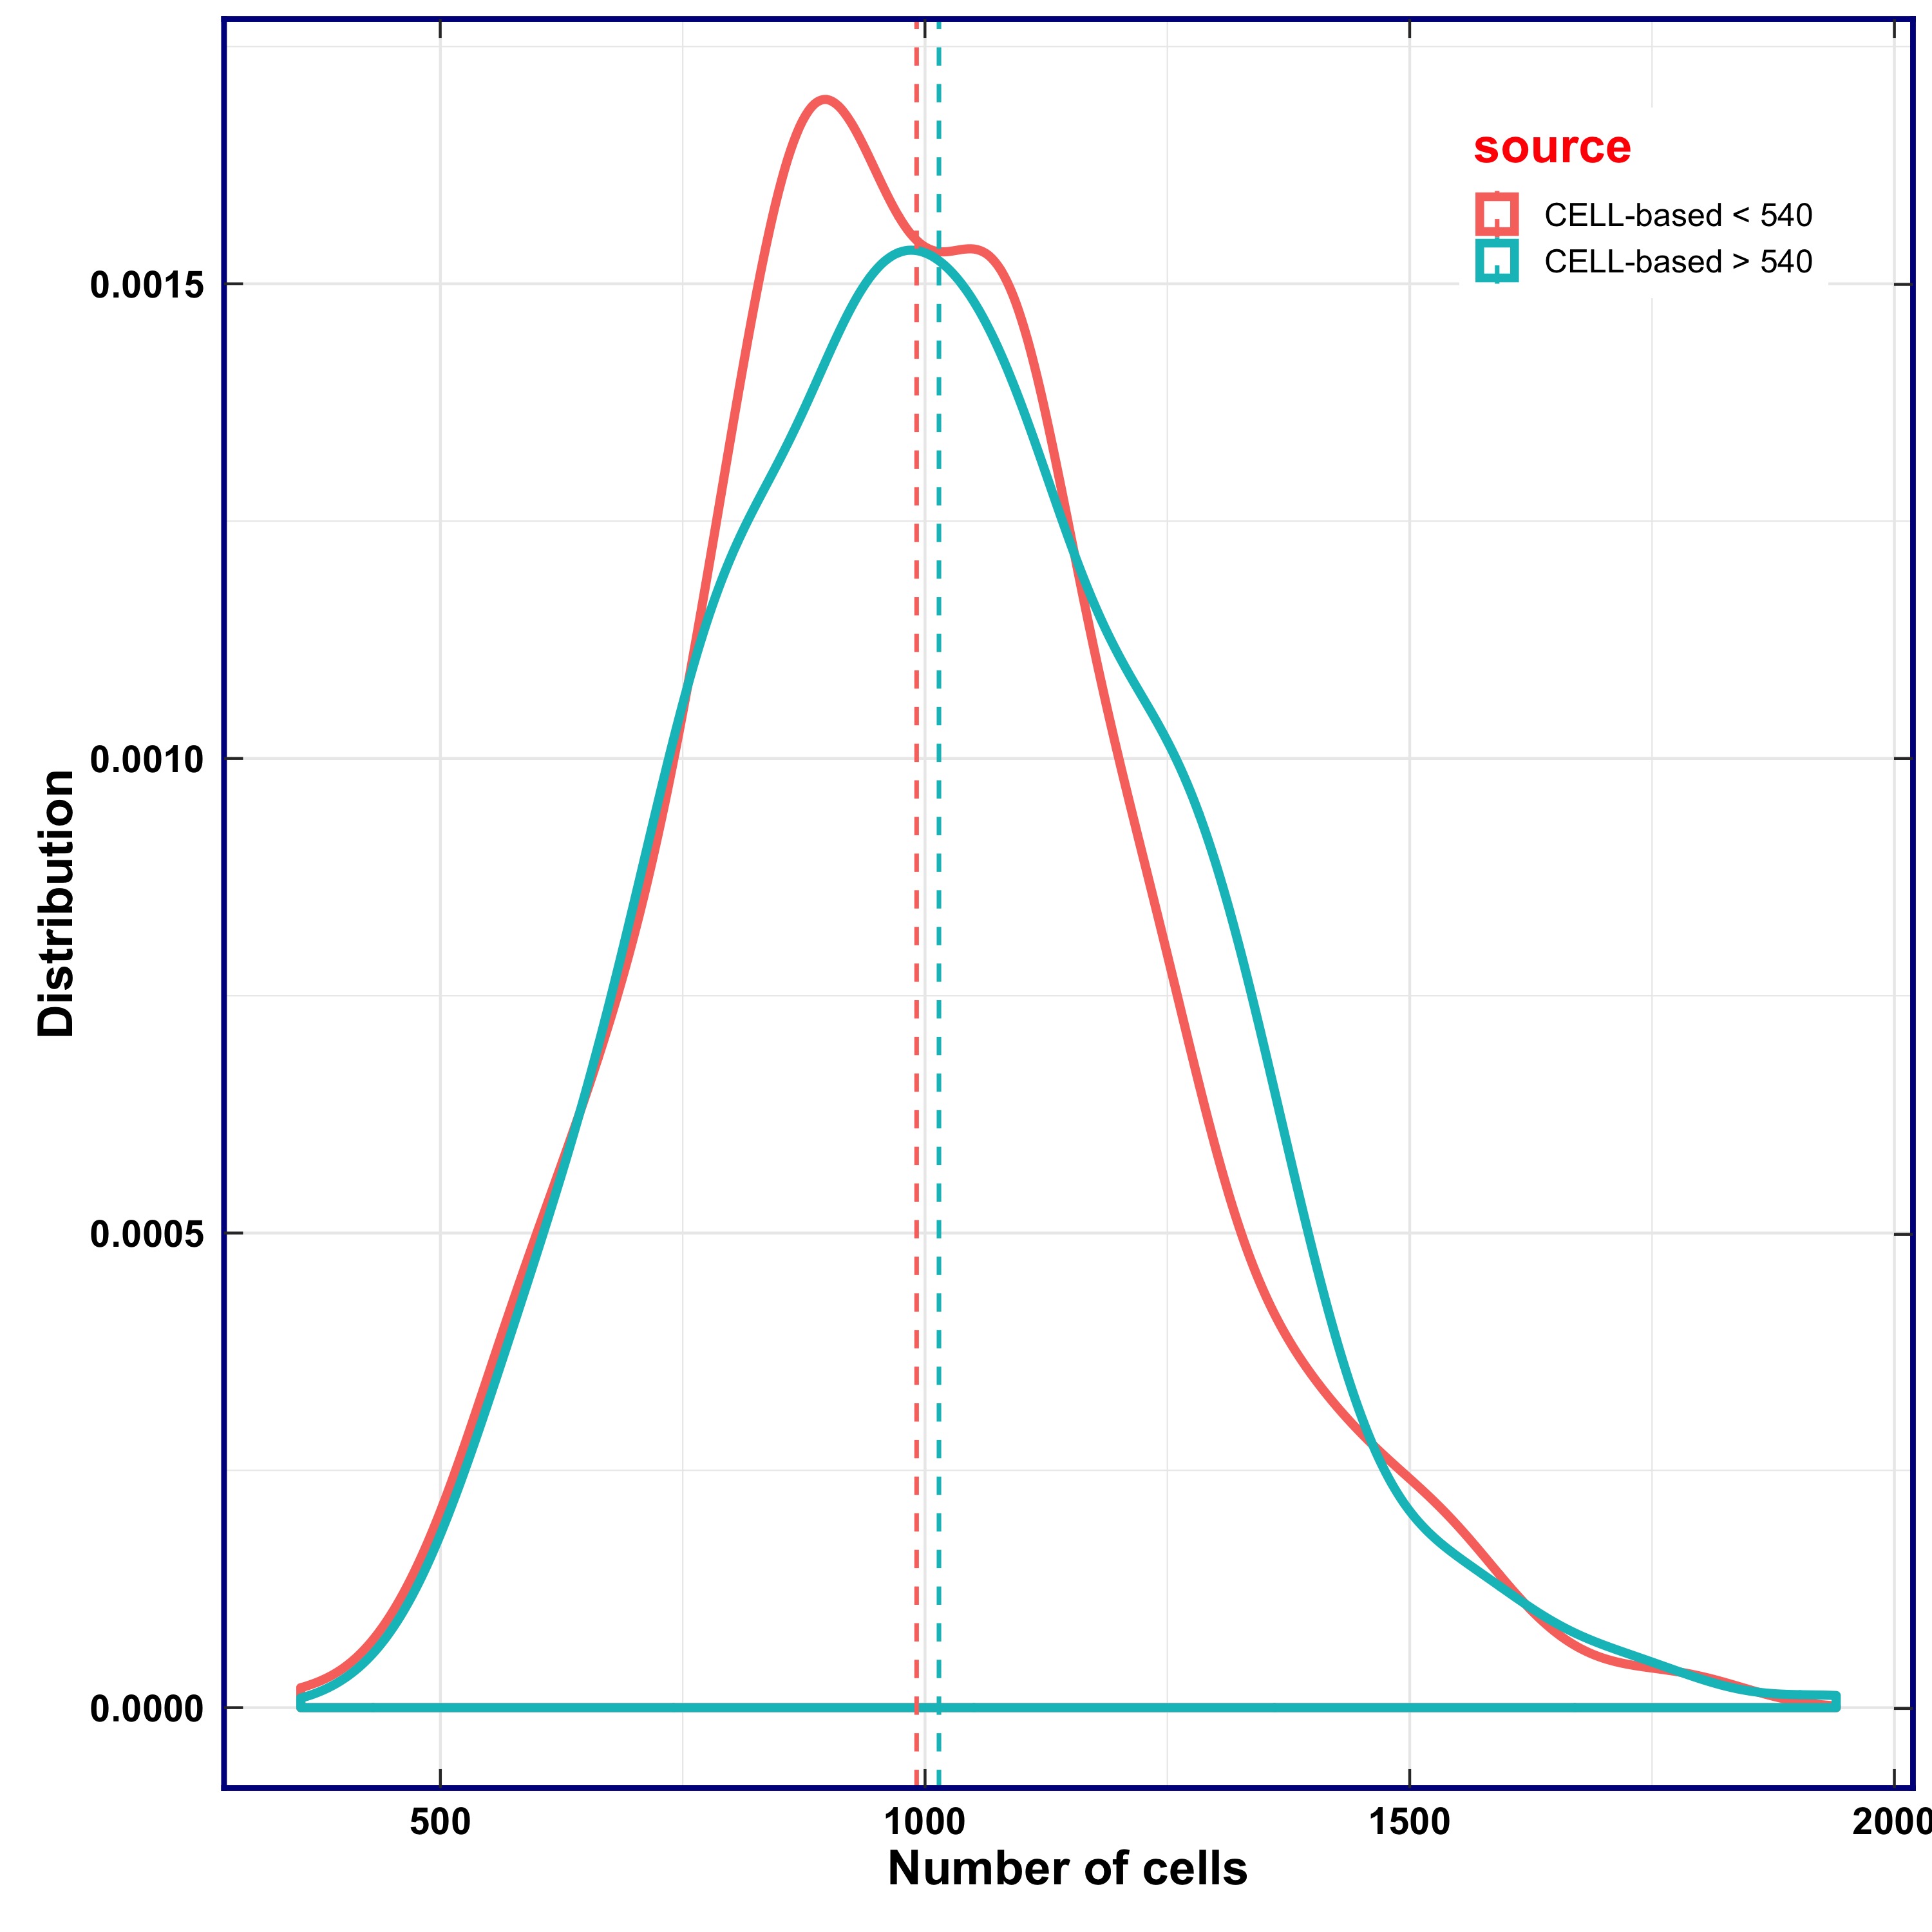 source
CELL-based < 540
CELL-based > 540
0.0015
0.0010
0.0005
0.0000
Distribution
500 1000 1500 2000
Number of cells